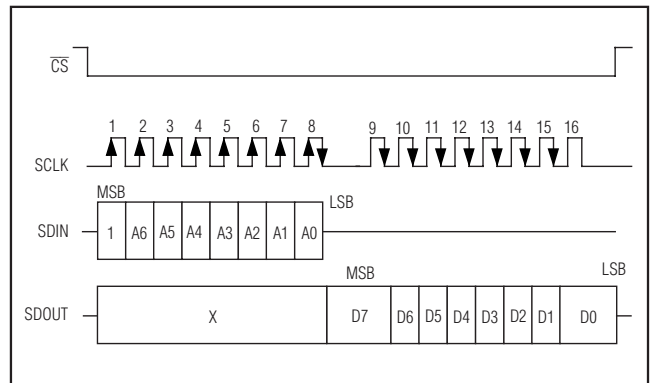 CS
1 2 3 4 5 6 7 8 9 10 11 12 13 14 15 16
SCLK
MSB
LSB
SDIN 1 A6 A5 A4 A3 A2 A1 A0
MSB
LSB
SDOUT X D7 D6 D5 D4 D3 D2 D1 D0